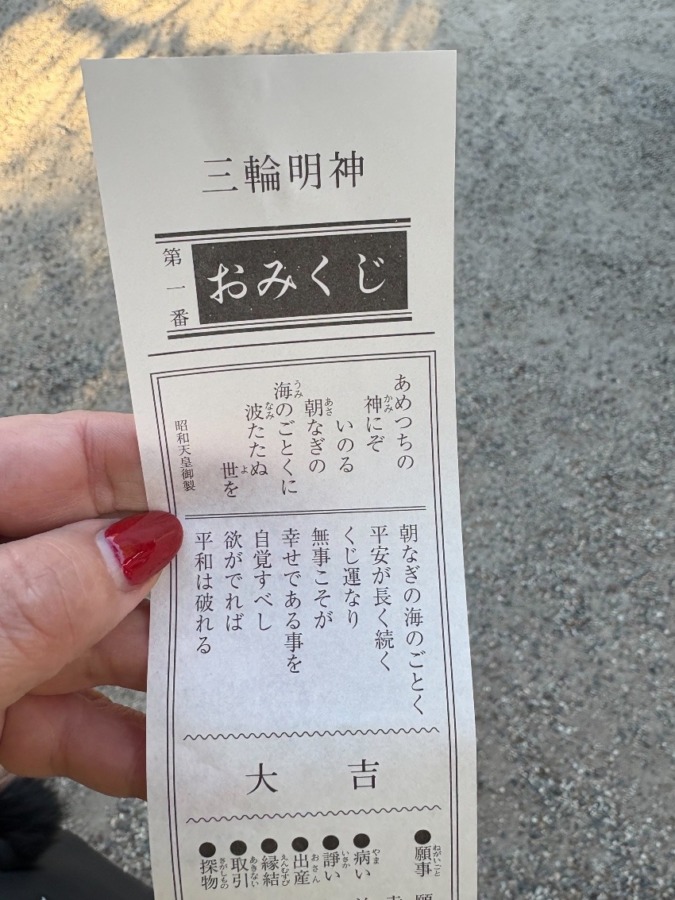 三輪明神
第一番
おみくじ
あめつちの
神にぞ
いのる
朝なぎの
海のごとくに
波たたぬ
世を
昭和天皇御製
朝なぎの海のごとく
平安が長く続く
くじ運なり
無事こそが
幸せである事を
自覚すべし
欲がでれば
平和は破れる
大吉
●願事
●病い
●諍い
●出産
●縁結
●取引
●探物